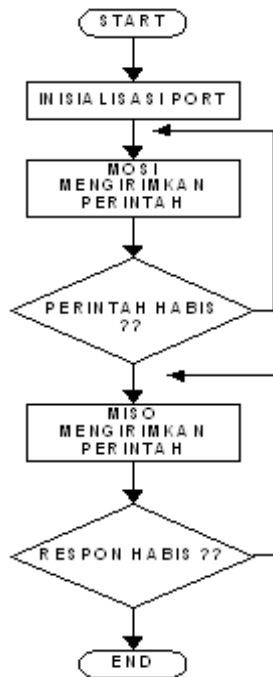 START
INISIALISASI PORT
MOSI
MENGIRIMKAN
PERINTAH
PERINTAH HABIS
??
MISO
MENGIRIMKAN
PERINTAH
RESPON HABIS ??
END